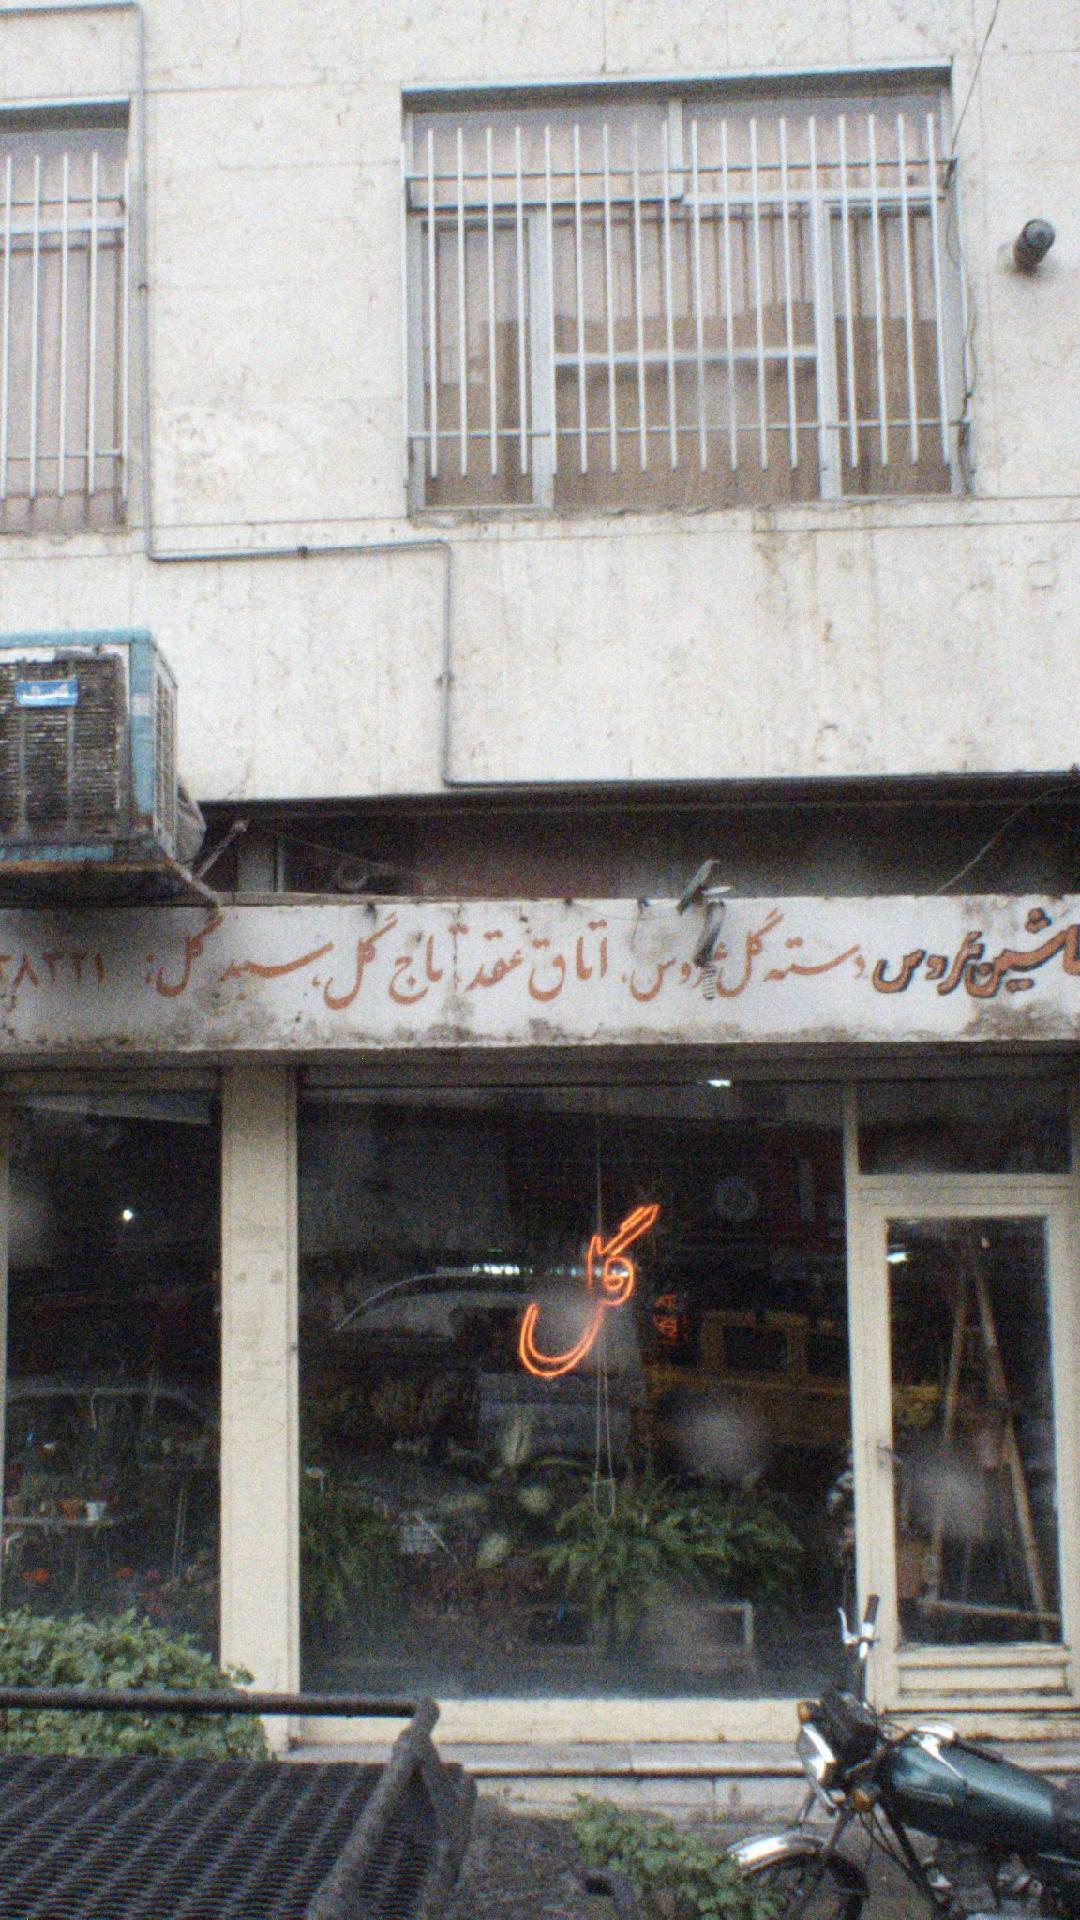 ماشین عروس دسته گل عروس، اتاق عقد، تاج گل، سبد گل:
گل